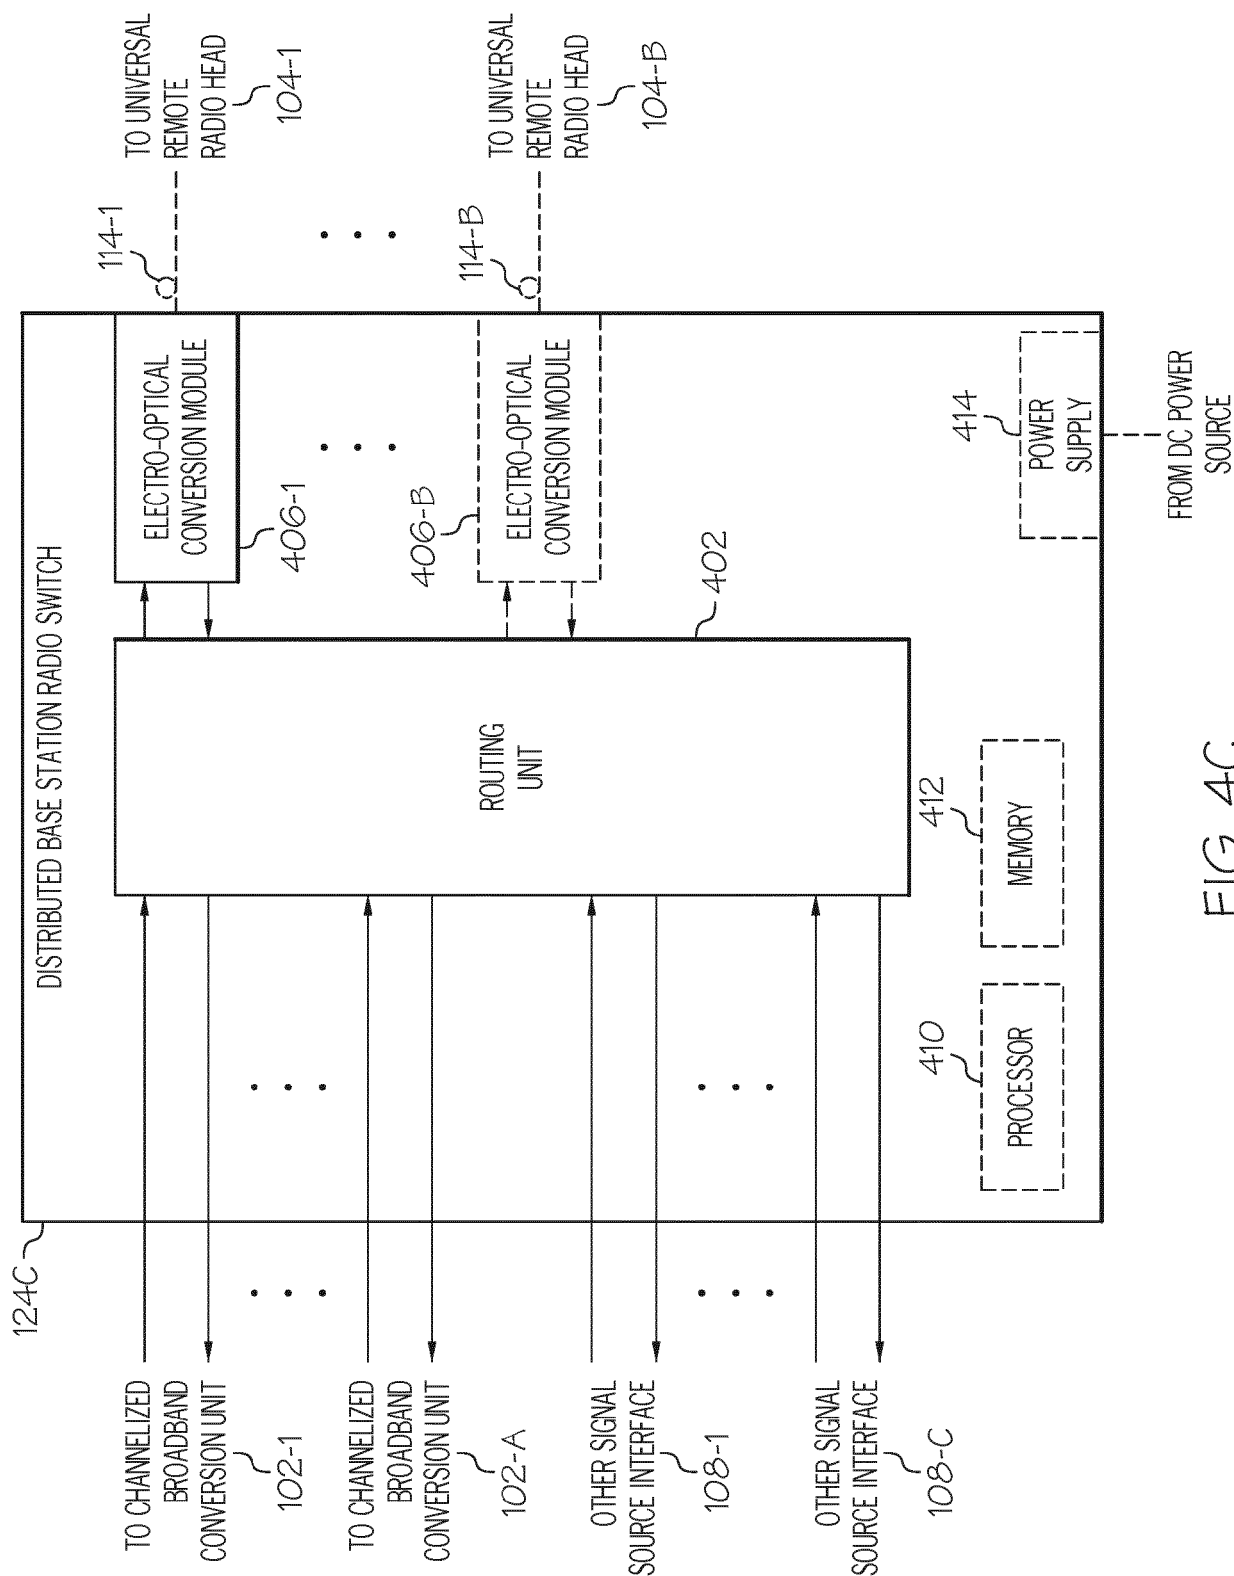 124C
DISTRIBUTED BASE STATION RADIO SWITCH
TO CHANNELIZED
BROADBAND
CONVERSION UNIT
102-1
TO CHANNELIZED
BROADBAND
CONVERSION UNIT
102-A
OTHER SIGNAL
SOURCE INTERFACE
108-1
OTHER SIGNAL
SOURCE INTERFACE
108-C
ROUTING
UNIT
402
ELECTRO-OPTICAL
CONVERSION MODULE
406-1
406-B
ELECTRO-OPTICAL
CONVERSION MODULE
114-1
TO UNIVERSAL
REMOTE
RADIO HEAD
104-1
114-B
TO UNIVERSAL
REMOTE
RADIO HEAD
104-B
410
PROCESSOR
412
MEMORY
414
POWER
SUPPLY
FROM DC POWER
SOURCE
FIG. 4C